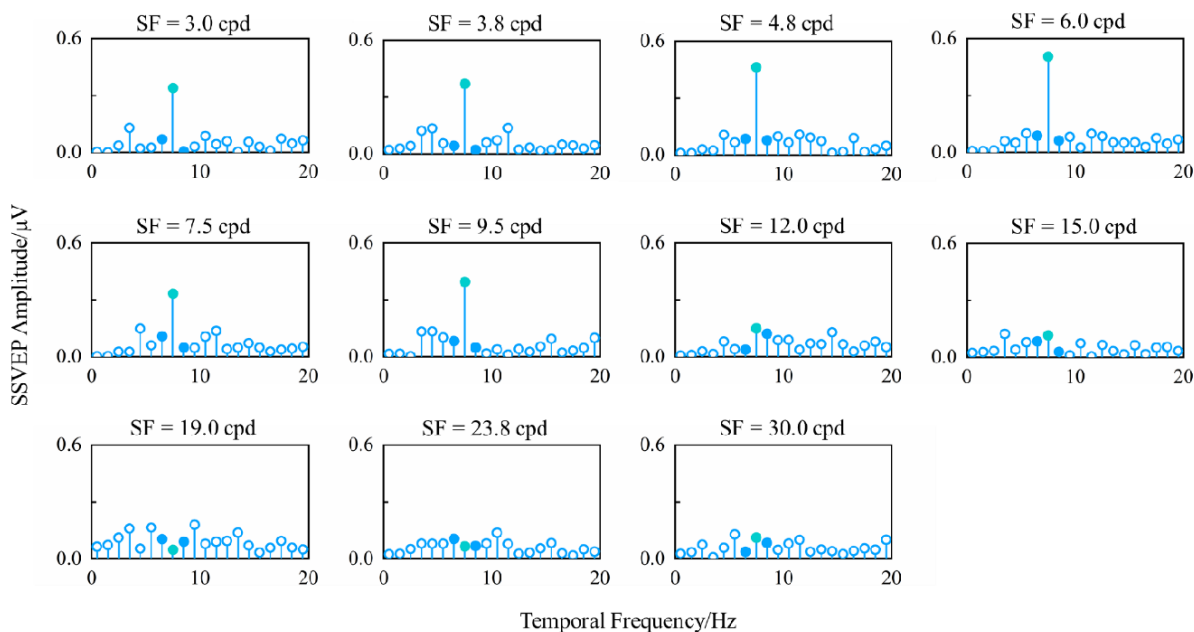 SF = 3.0 cpd
SF = 3.8 cpd
SF = 4.8 cpd
SF = 6.0 cpd
0.6
0.6
0.6
0.6
0.0
0.0
0.0
0.0
0 10 20
0 10 20
0 10 20
0 10 20
SSVEP Amplitude/μV
SF = 7.5 cpd
SF = 9.5 cpd
SF = 12.0 cpd
SF = 15.0 cpd
0.6
0.6
0.6
0.6
0.0
0.0
0.0
0.0
0 10 20
0 10 20
0 10 20
0 10 20
SF = 19.0 cpd
SF = 23.8 cpd
SF = 30.0 cpd
0.6
0.6
0.6
0.0
0.0
0.0
0 10 20
0 10 20
0 10 20
Temporal Frequency/Hz